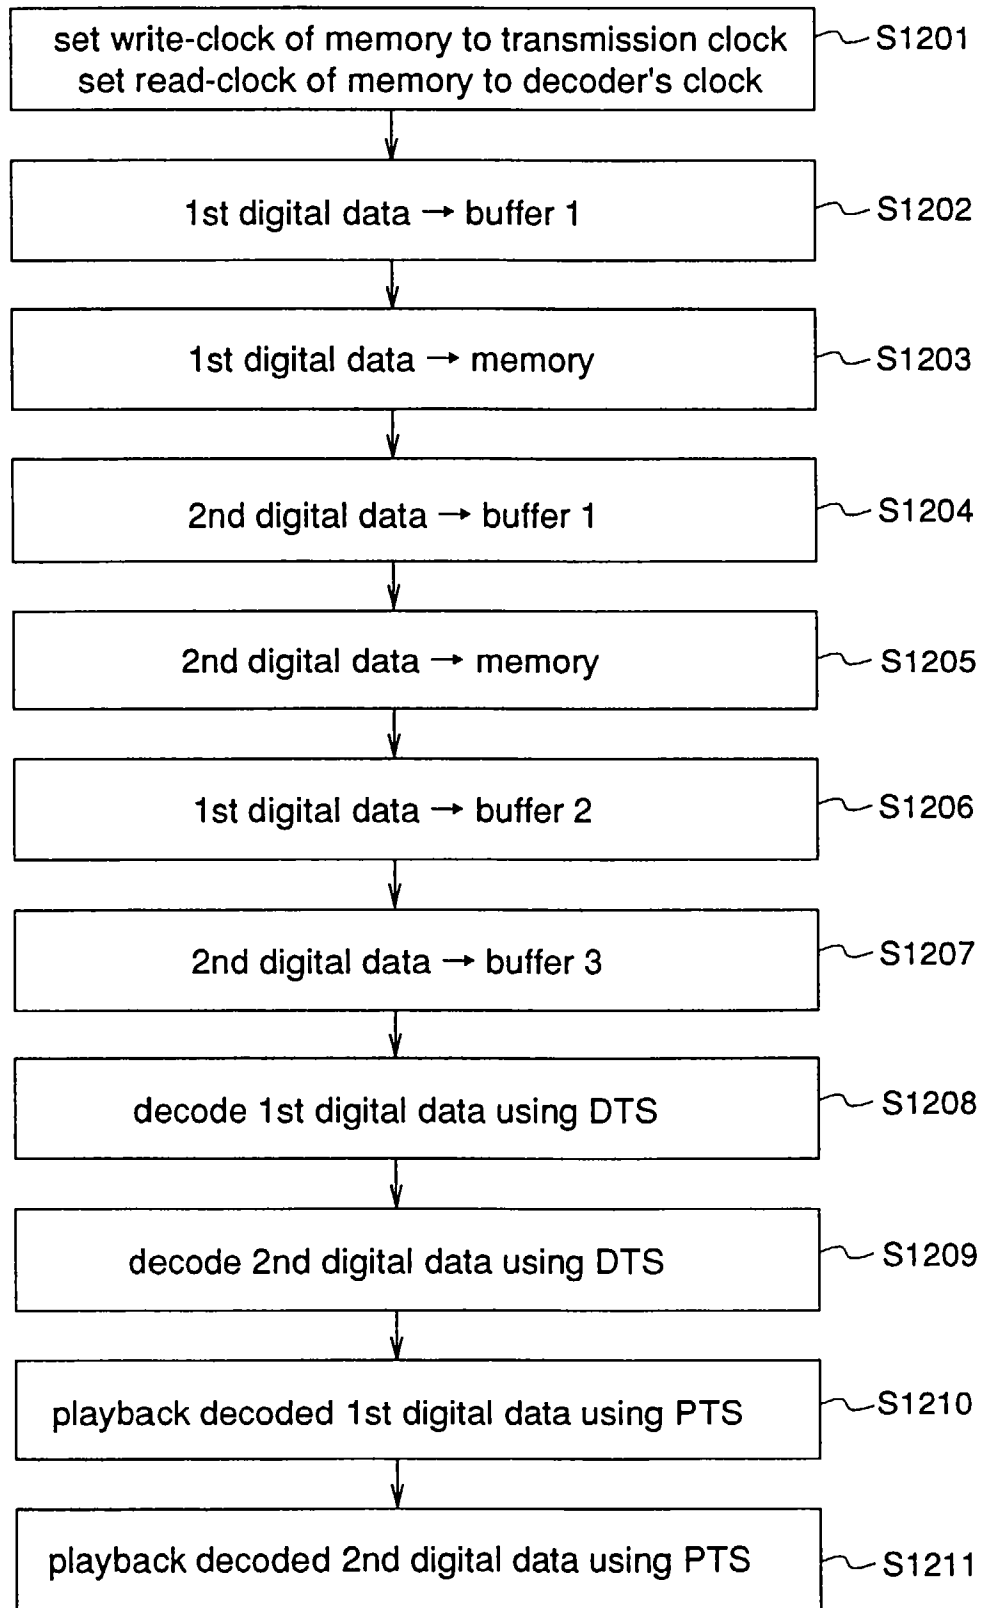 set write-clock of memory to transmission clock
set read-clock of memory to decoder's clock
S1201
1st digital data → buffer 1
S1202
1st digital data → memory
S1203
2nd digital data → buffer 1
S1204
2nd digital data → memory
S1205
1st digital data → buffer 2
S1206
2nd digital data → buffer 3
S1207
decode 1st digital data using DTS
S1208
decode 2nd digital data using DTS
S1209
playback decoded 1st digital data using PTS
S1210
playback decoded 2nd digital data using PTS
S1211